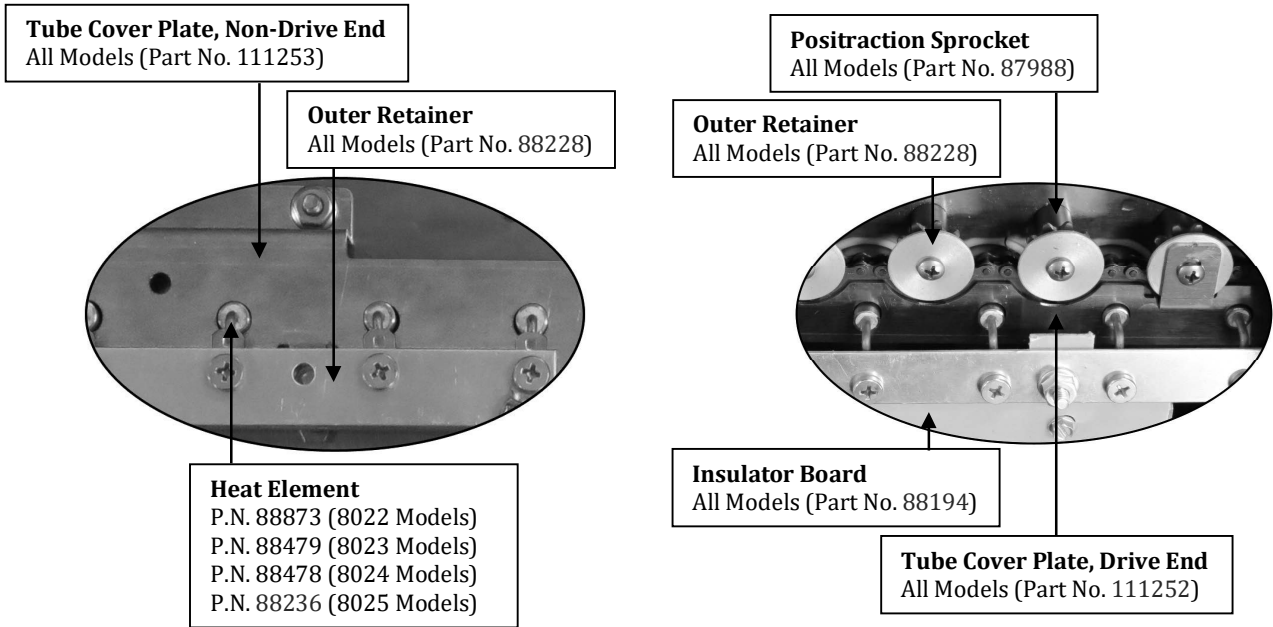 Tube Cover Plate, Non-Drive End
All Models (Part No. 111253)
Outer Retainer
All Models (Part No. 88228)
Heat Element
P.N. 88873 (8022 Models)
P.N. 88479 (8023 Models)
P.N. 88478 (8024 Models)
P.N. 88236 (8025 Models)
Positraction Sprocket
All Models (Part No. 87988)
Outer Retainer
All Models (Part No. 88228)
Insulator Board
All Models (Part No. 88194)
Tube Cover Plate, Drive End
All Models (Part No. 111252)